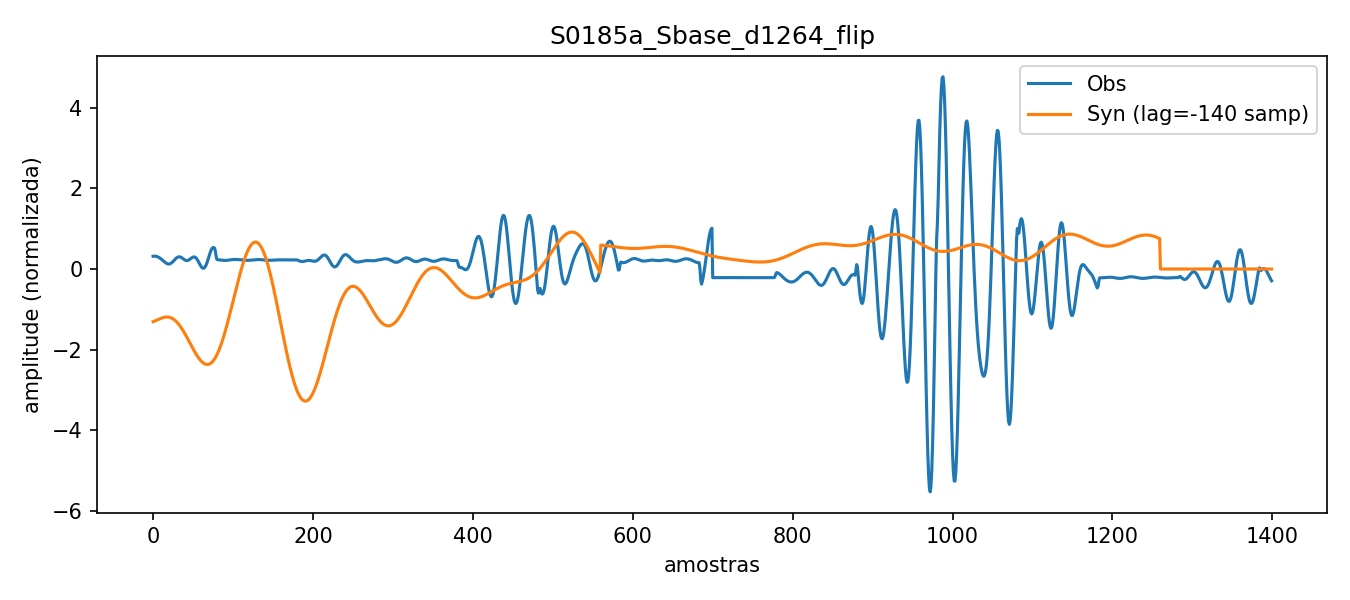 S0185a_Sbase_d1264_flip
Obs
Syn (lag=-140 samp)
amplitude (normalizada)
4
2
0
−2
−4
−6
0 200 400 600 800 1000 1200 1400
amostras